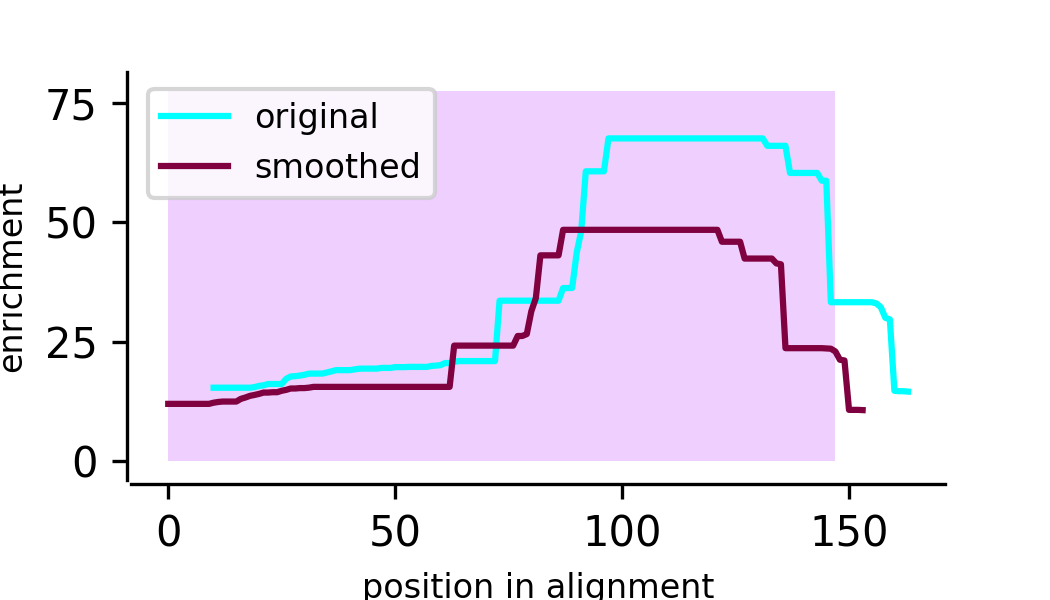 original
smoothed
enrichment
75
50
25
0
0 50 100 150
position in alignment